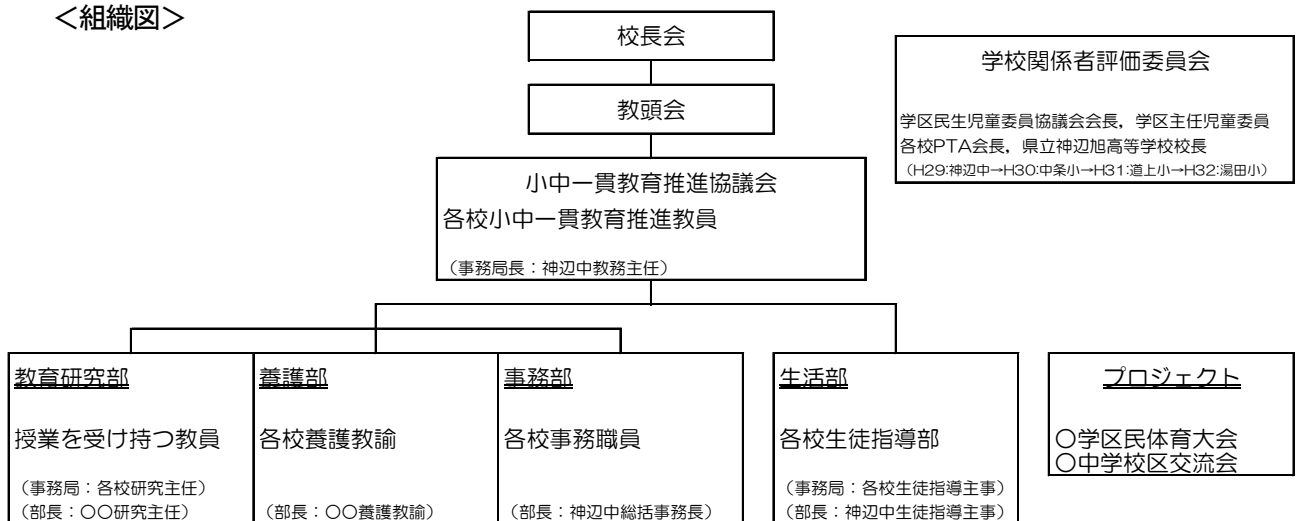 ＜組織図＞
校長会
教頭会
小中一貫教育推進協議会
各校小中一貫教育推進教員
（事務局長：神辺中教務主任）
学校関係者評価委員会
学区民生児童委員協議会会長，学区主任児童委員
各校PTA会長，県立神辺旭高等学校校長
（H29:神辺中→H30:中条小→H31:道上小→H32:湯田小）
教育研究部
授業を受け持つ教員
（事務局：各校研究主任）
（部長：〇〇研究主任）
養護部
各校養護教諭
（部長：〇〇養護教諭）
事務部
各校事務職員
（部長：神辺中総括事務長）
生活部
各校生徒指導部
（事務局：各校生徒指導主事）
（部長：神辺中生徒指導主事）
プロジェクト
〇学区民体育大会
〇中学校区交流会